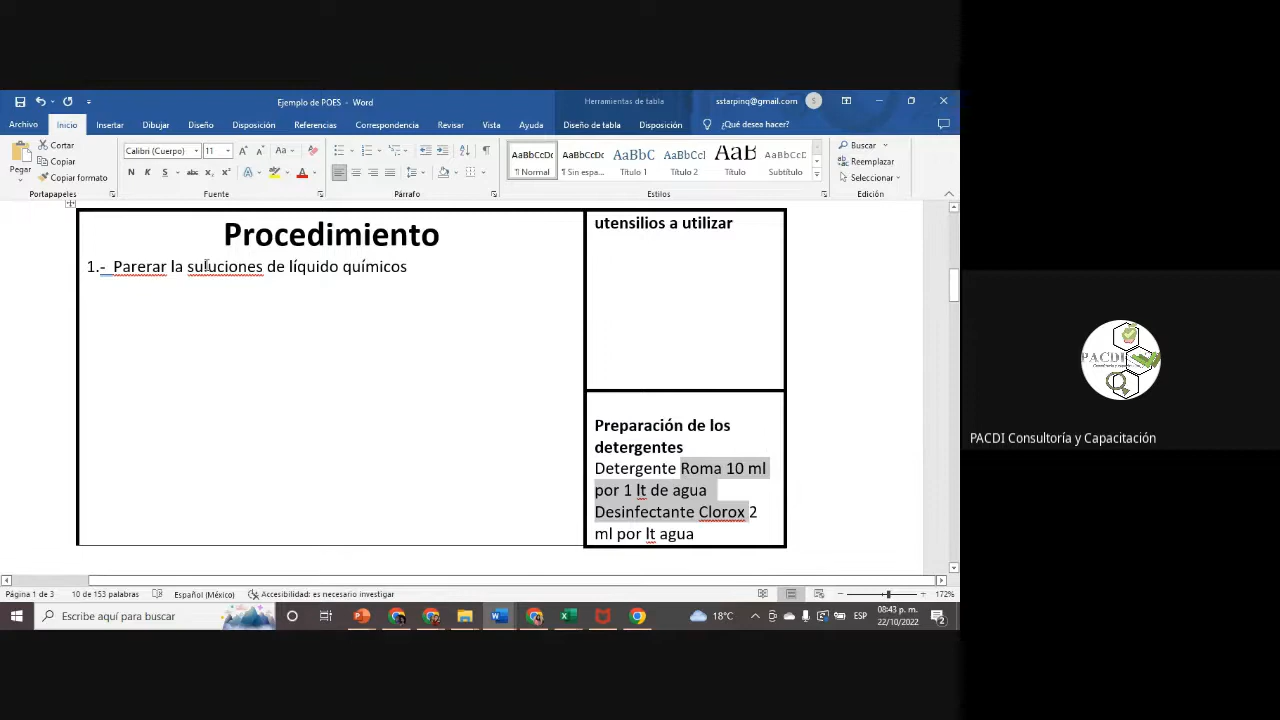 Ejemplo de POES - Word
Herramientas de tabla
sstarpinq@gmail.com
S
Archivo Inicio Insertar Dibujar Diseño Disposición Referencias Correspondencia Revisar Vista Ayuda Diseño de tabla Disposición ¿Qué desea hacer?
Pegar
Cortar
Copiar
Copiar formato
Portapapeles
Calibri (Cuerpo) 11
Fuente
Párrafo
AaBbCcDc AaBbCcDc AaBbC AaBbCcI AaB AaBbCcD
¶ Normal ¶ Sin espa... Título 1 Título 2 Título Subtítulo
Estilos
Buscar
Reemplazar
Seleccionar
Edición
Procedimiento
1.- Parerar la suluciones de líquido químicos
utensilios a utilizar
Preparación de los
detergentes
Detergente Roma 10 ml
por 1 lt de agua
Desinfectante Clorox 2
ml por lt agua
Página 1 de 3 10 de 153 palabras Español (México) Accesibilidad: es necesario investigar 172%
Escribe aquí para buscar
18°C
ESP
08:43 p. m.
22/10/2022
2
PACDI
PACDI Consultoría y Capacitación